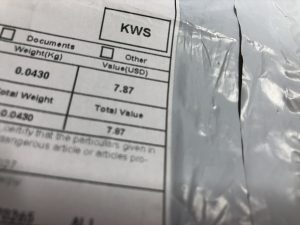 KWS
Documents Other
Weight(Kg) Value(USD)
0.0430 7.87
Total Weight Total Value
0.0430 7.87
certify that the particulars given in
dangerous article or articles pro-